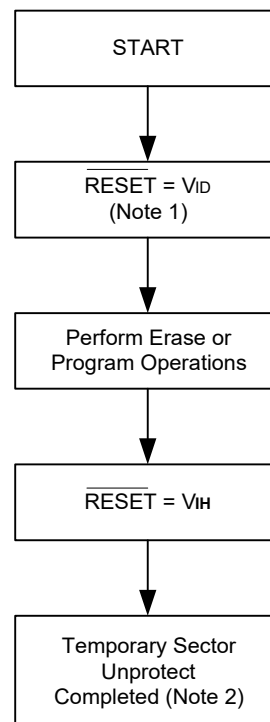 START
RESET = VID
(Note 1)
Perform Erase or
Program Operations
RESET = VIH
Temporary Sector
Unprotect
Completed (Note 2)